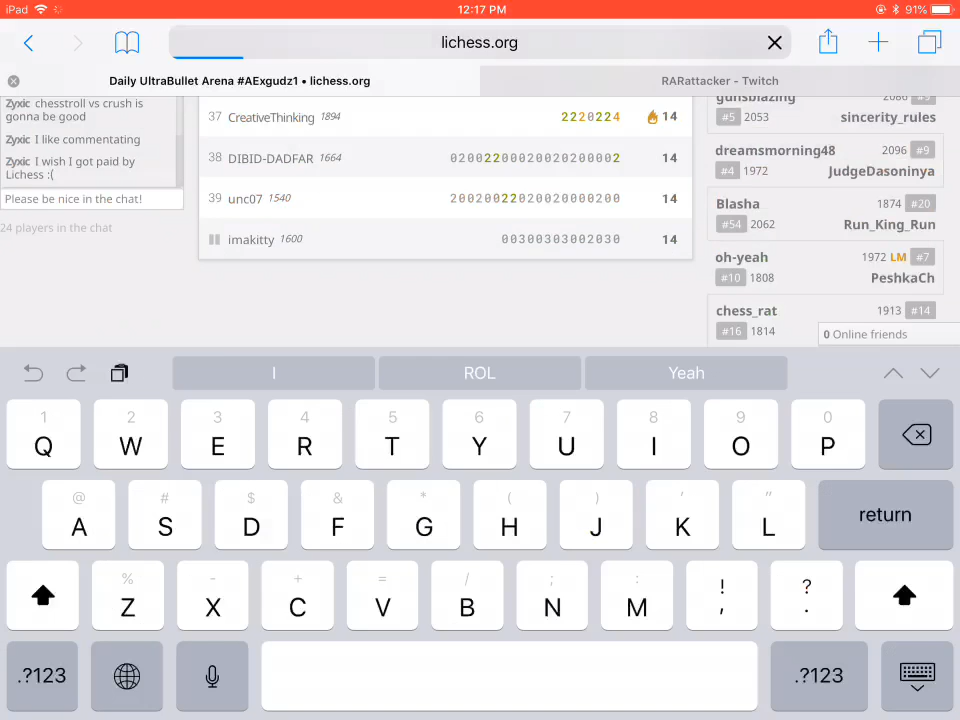 iPad 12:17 PM 91%
lichess.org
Daily UltraBullet Arena #AExgudz1 • lichess.org RARattacker - Twitch
Zyxic chesstroll vs crush is
gonna be good
Zyxic I like commentating
Zyxic I wish I got paid by
Lichess :(
Please be nice in the chat!
24 players in the chat
37 CreativeThinking 1894 2220224 14
38 DIBID-DADFAR 1664 02002200020020200002 14
39 unc07 1540 20020022020020000200 14
imakitty 1600 00300303002030 14
gunsblazing 2086 #5
#5 2053 sincerity_rules
dreamsmorning48 2096 #9
#4 1972 JudgeDasoninya
Blasha 1874 #20
#54 2062 Run_King_Run
oh-yeah 1972 LM #7
#10 1808 PeshkaCh
chess_rat 1913 #14
#16 1814
0 Online friends
I ROL Yeah
1 2 3 4 5 6 7 8 9 0
Q W E R T Y U I O P
@ # $ & * ( ) ' "
A S D F G H J K L return
% - + = / ; : ! ?
Z X C V B N M , .
.?123 .?123